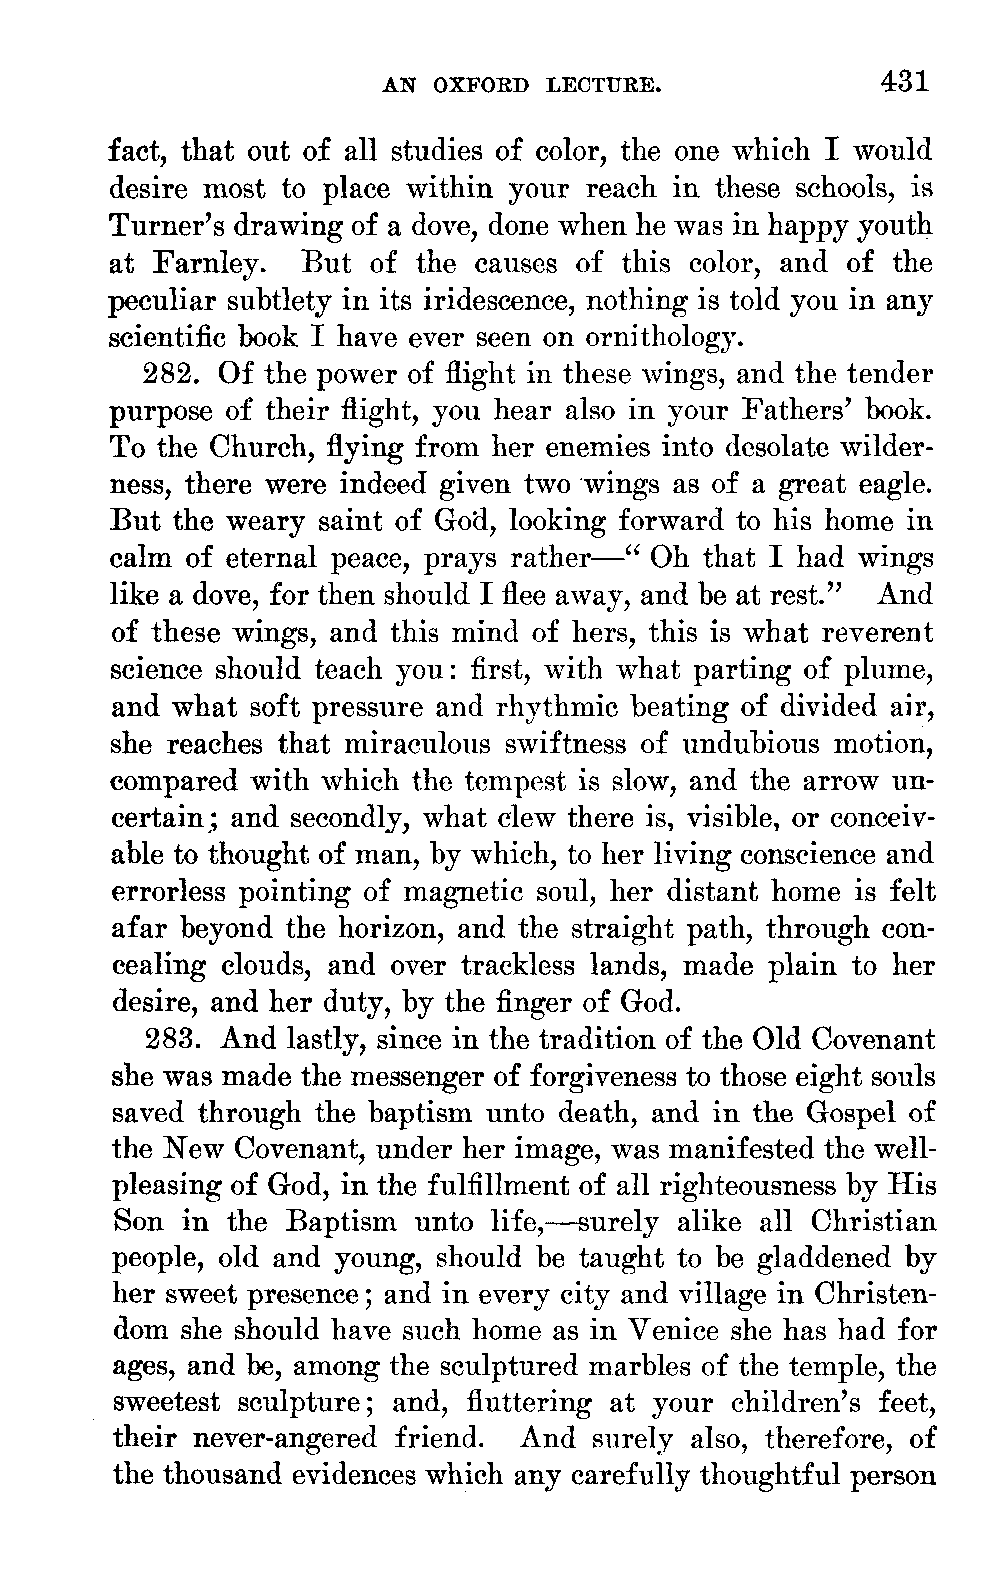 AN OXFORD LECTURE. 431
fact, that out of all studies of color, the one which I would
desire most to place within your reach in these schools, is
Turner's drawing of a dove, done when he was in happy youth
at Farnley. But of the causes of this color, and of the
peculiar subtlety in its iridescence, nothing is told you in any
scientific book I have ever seen on ornithology.
282. Of the power of flight in these wings, and the tender
purpose of their flight, you hear also in your Fathers' book.
To the Church, flying from her enemies into desolate wilder-
ness, there were indeed given two wings as of a great eagle.
But the weary saint of God, looking forward to his home in
calm of eternal peace, prays rather—“ Oh that I had wings
like a dove, for then should I flee away, and be at rest.” And
of these wings, and this mind of hers, this is what reverent
science should teach you: first, with what parting of plume,
and what soft pressure and rhythmic beating of divided air,
she reaches that miraculous swiftness of undubious motion,
compared with which the tempest is slow, and the arrow un-
certain; and secondly, what clew there is, visible, or conceiv-
able to thought of man, by which, to her living conscience and
errorless pointing of magnetic soul, her distant home is felt
afar beyond the horizon, and the straight path, through con-
cealing clouds, and over trackless lands, made plain to her
desire, and her duty, by the finger of God.
283. And lastly, since in the tradition of the Old Covenant
she was made the messenger of forgiveness to those eight souls
saved through the baptism unto death, and in the Gospel of
the New Covenant, under her image, was manifested the well-
pleasing of God, in the fulfillment of all righteousness by His
Son in the Baptism unto life,—surely alike all Christian
people, old and young, should be taught to be gladdened by
her sweet presence; and in every city and village in Christen-
dom she should have such home as in Venice she has had for
ages, and be, among the sculptured marbles of the temple, the
sweetest sculpture; and, fluttering at your children's feet,
their never-angered friend. And surely also, therefore, of
the thousand evidences which any carefully thoughtful person